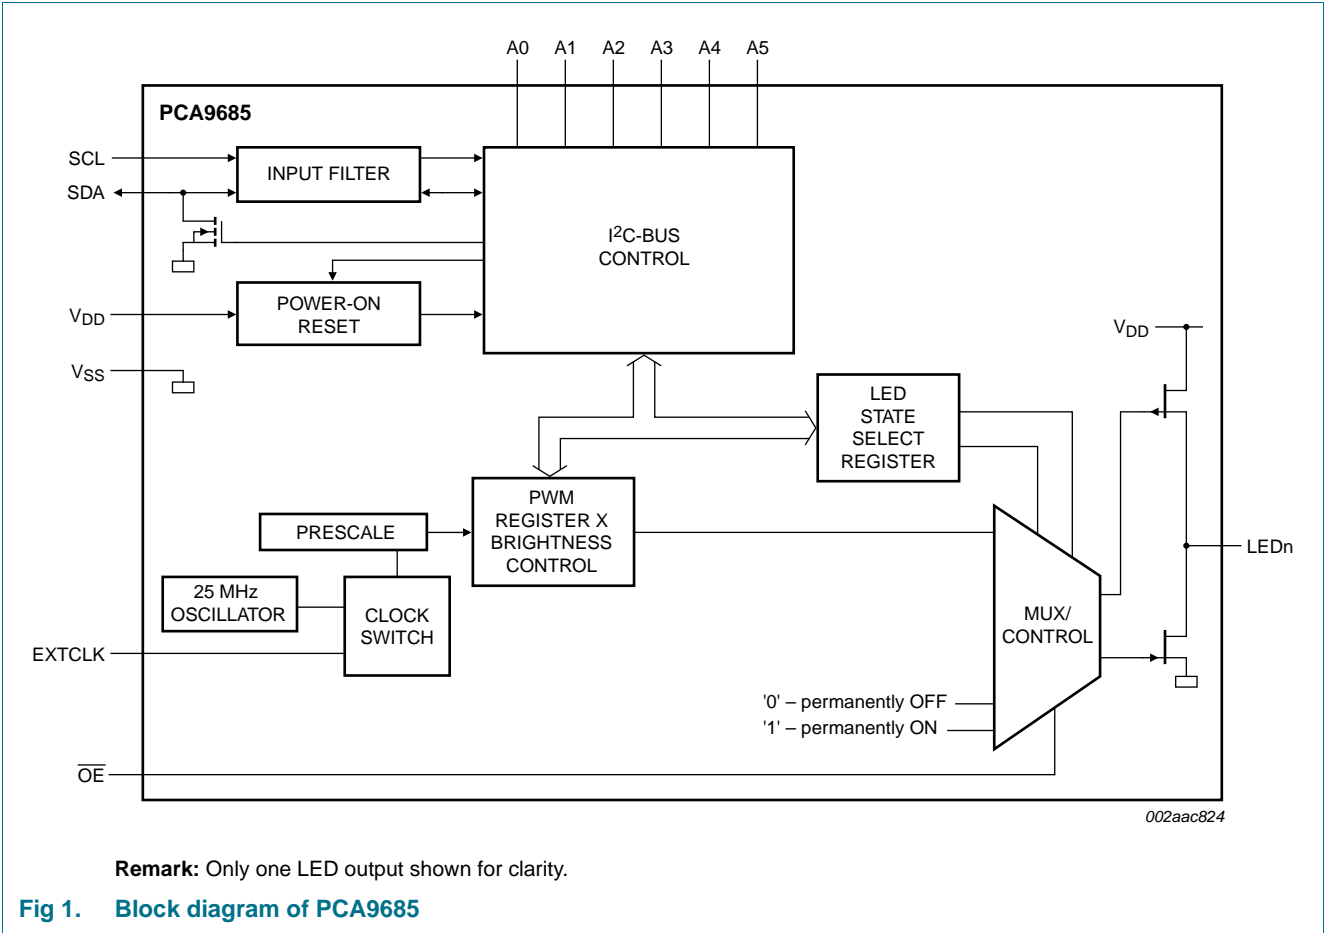 A0 A1 A2 A3 A4 A5
PCA9685
SCL
SDA
INPUT FILTER
I2C-BUS
CONTROL
POWER-ON
RESET
VDD
VSS
VDD
LED
STATE
SELECT
REGISTER
PWM
REGISTER X
BRIGHTNESS
CONTROL
PRESCALE
25 MHz
OSCILLATOR
CLOCK
SWITCH
EXTCLK
LEDn
MUX/
CONTROL
'0' – permanently OFF
'1' – permanently ON
OE
002aac824
Remark: Only one LED output shown for clarity.
Fig 1. Block diagram of PCA9685